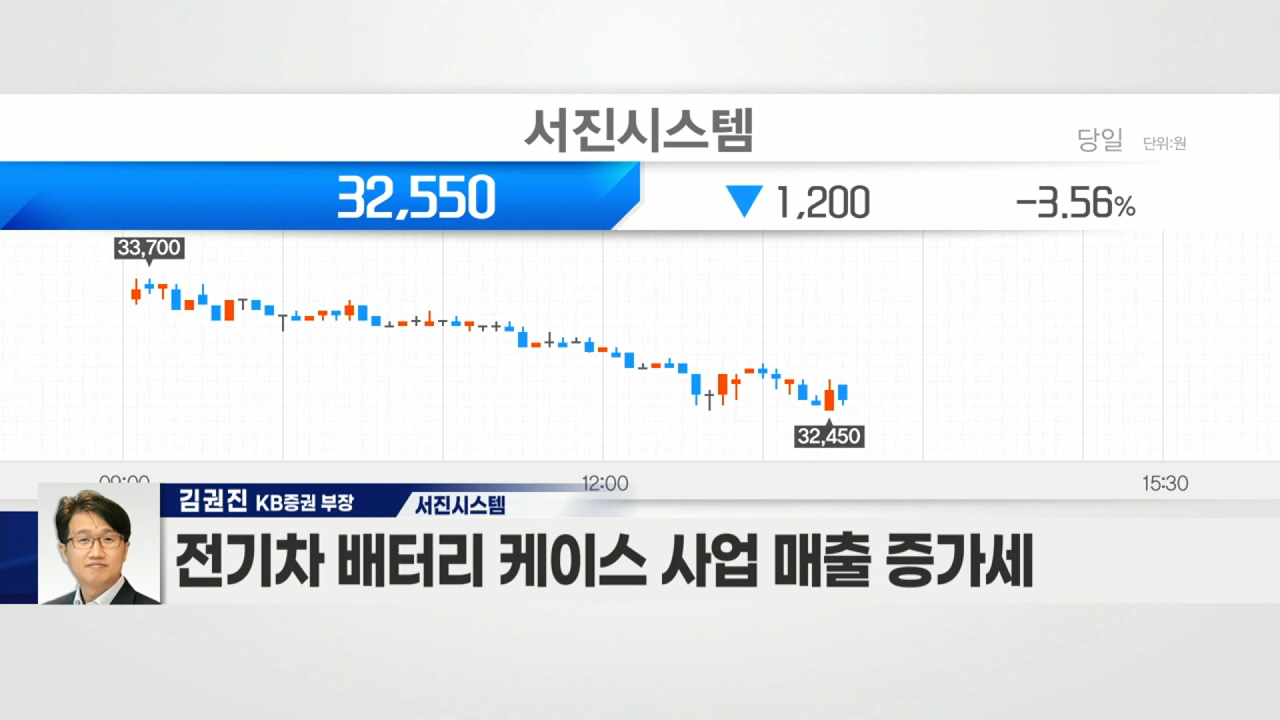 서진시스템
당일 단위:원
32,550 ▼ 1,200 -3.56%
33,700
32,450
09:00 12:00 15:30
김권진 KB증권 부장 서진시스템
전기차 배터리 케이스 사업 매출 증가세